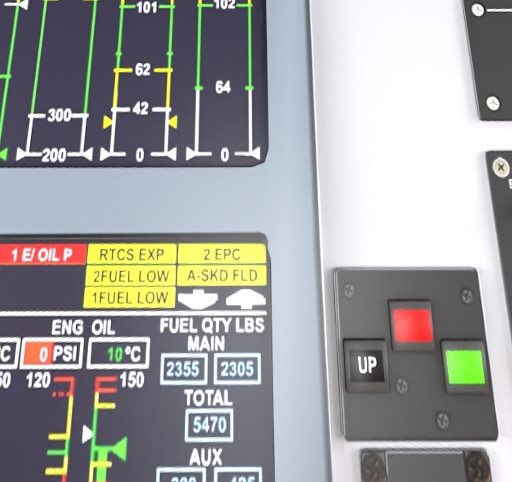 101
102
62
64
300
42
200
0
0
1 E/ OIL P
RTCS EXP
2 EPC
2FUEL LOW
A-SKD FLD
1FUEL LOW
ENG OIL
FUEL QTY LBS
MAIN
0 PSI
10°C
2355
2305
120
150
TOTAL
5470
AUX
UP